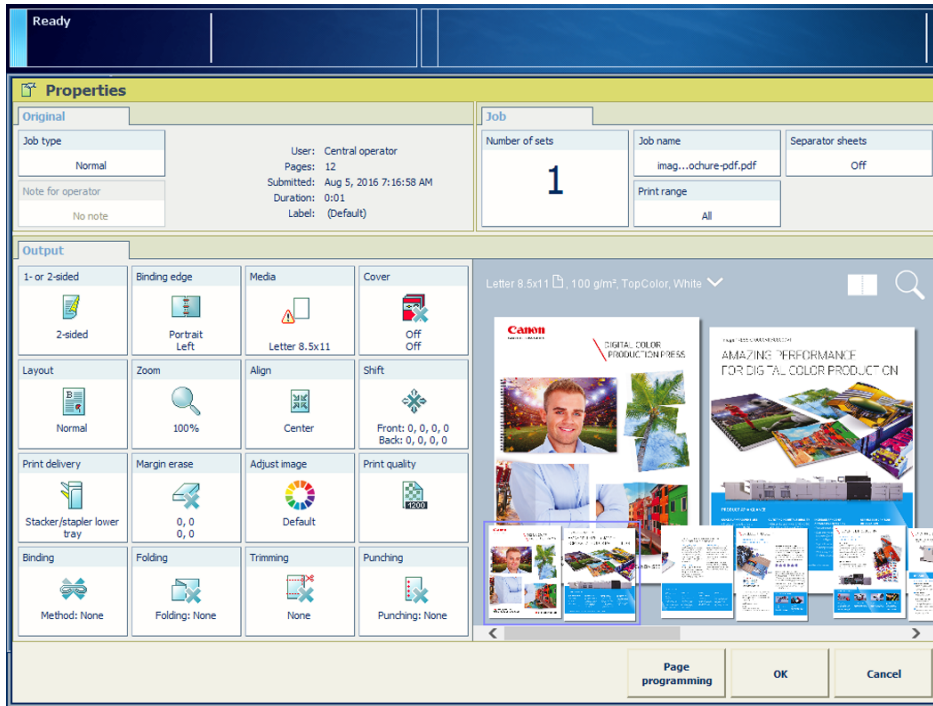 Ready
Properties
Original
Job type
Normal
Note for operator
No note
User: Central operator
Pages: 12
Submitted: Aug 5, 2016 7:16:58 AM
Duration: 0:01
Label: (Default)
Job
Number of sets
1
Job name
imag...ochure-pdf.pdf
Separator sheets
Off
Print range
All
Output
1- or 2-sided
2-sided
Binding edge
Portrait
Left
Media
Letter 8.5x11
Cover
Off
Off
Layout
Normal
Zoom
100%
Align
Center
Shift
Front: 0, 0, 0, 0
Back: 0, 0, 0, 0
Print delivery
Stacker/stapler lower
tray
Margin erase
0, 0
0, 0
Adjust image
Default
Print quality
1200
Binding
Method: None
Folding
Folding: None
Trimming
None
Punching
Punching: None
Letter 8.5x11 , 100 g/m², TopColor, White
Canon
DIGITAL COLOR
PRODUCTION PRESS
AMAZING PERFORMANCE
FOR DIGITAL COLOR PRODUCTION
Page
programming
OK
Cancel